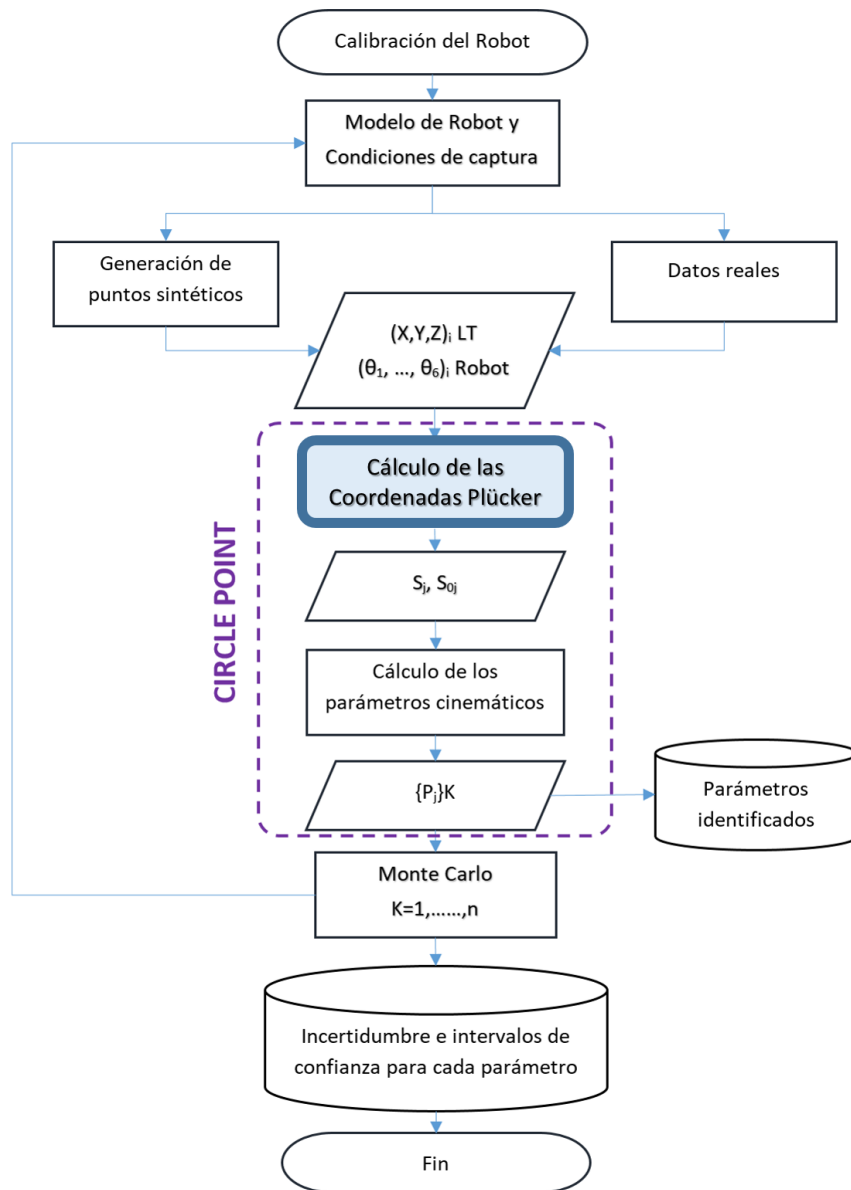 Calibración del Robot
Modelo de Robot y
Condiciones de captura
Generación de
puntos sintéticos
Datos reales
(X,Y,Z)ᵢ LT
(θ₁, …, θ₆)ᵢ Robot
CIRCLE POINT
Cálculo de las
Coordenadas Plücker
Sⱼ, S₀ⱼ
Cálculo de los
parámetros cinemáticos
{Pⱼ}K
Parámetros
identificados
Monte Carlo
K=1,……,n
Incertidumbre e intervalos de
confianza para cada parámetro
Fin